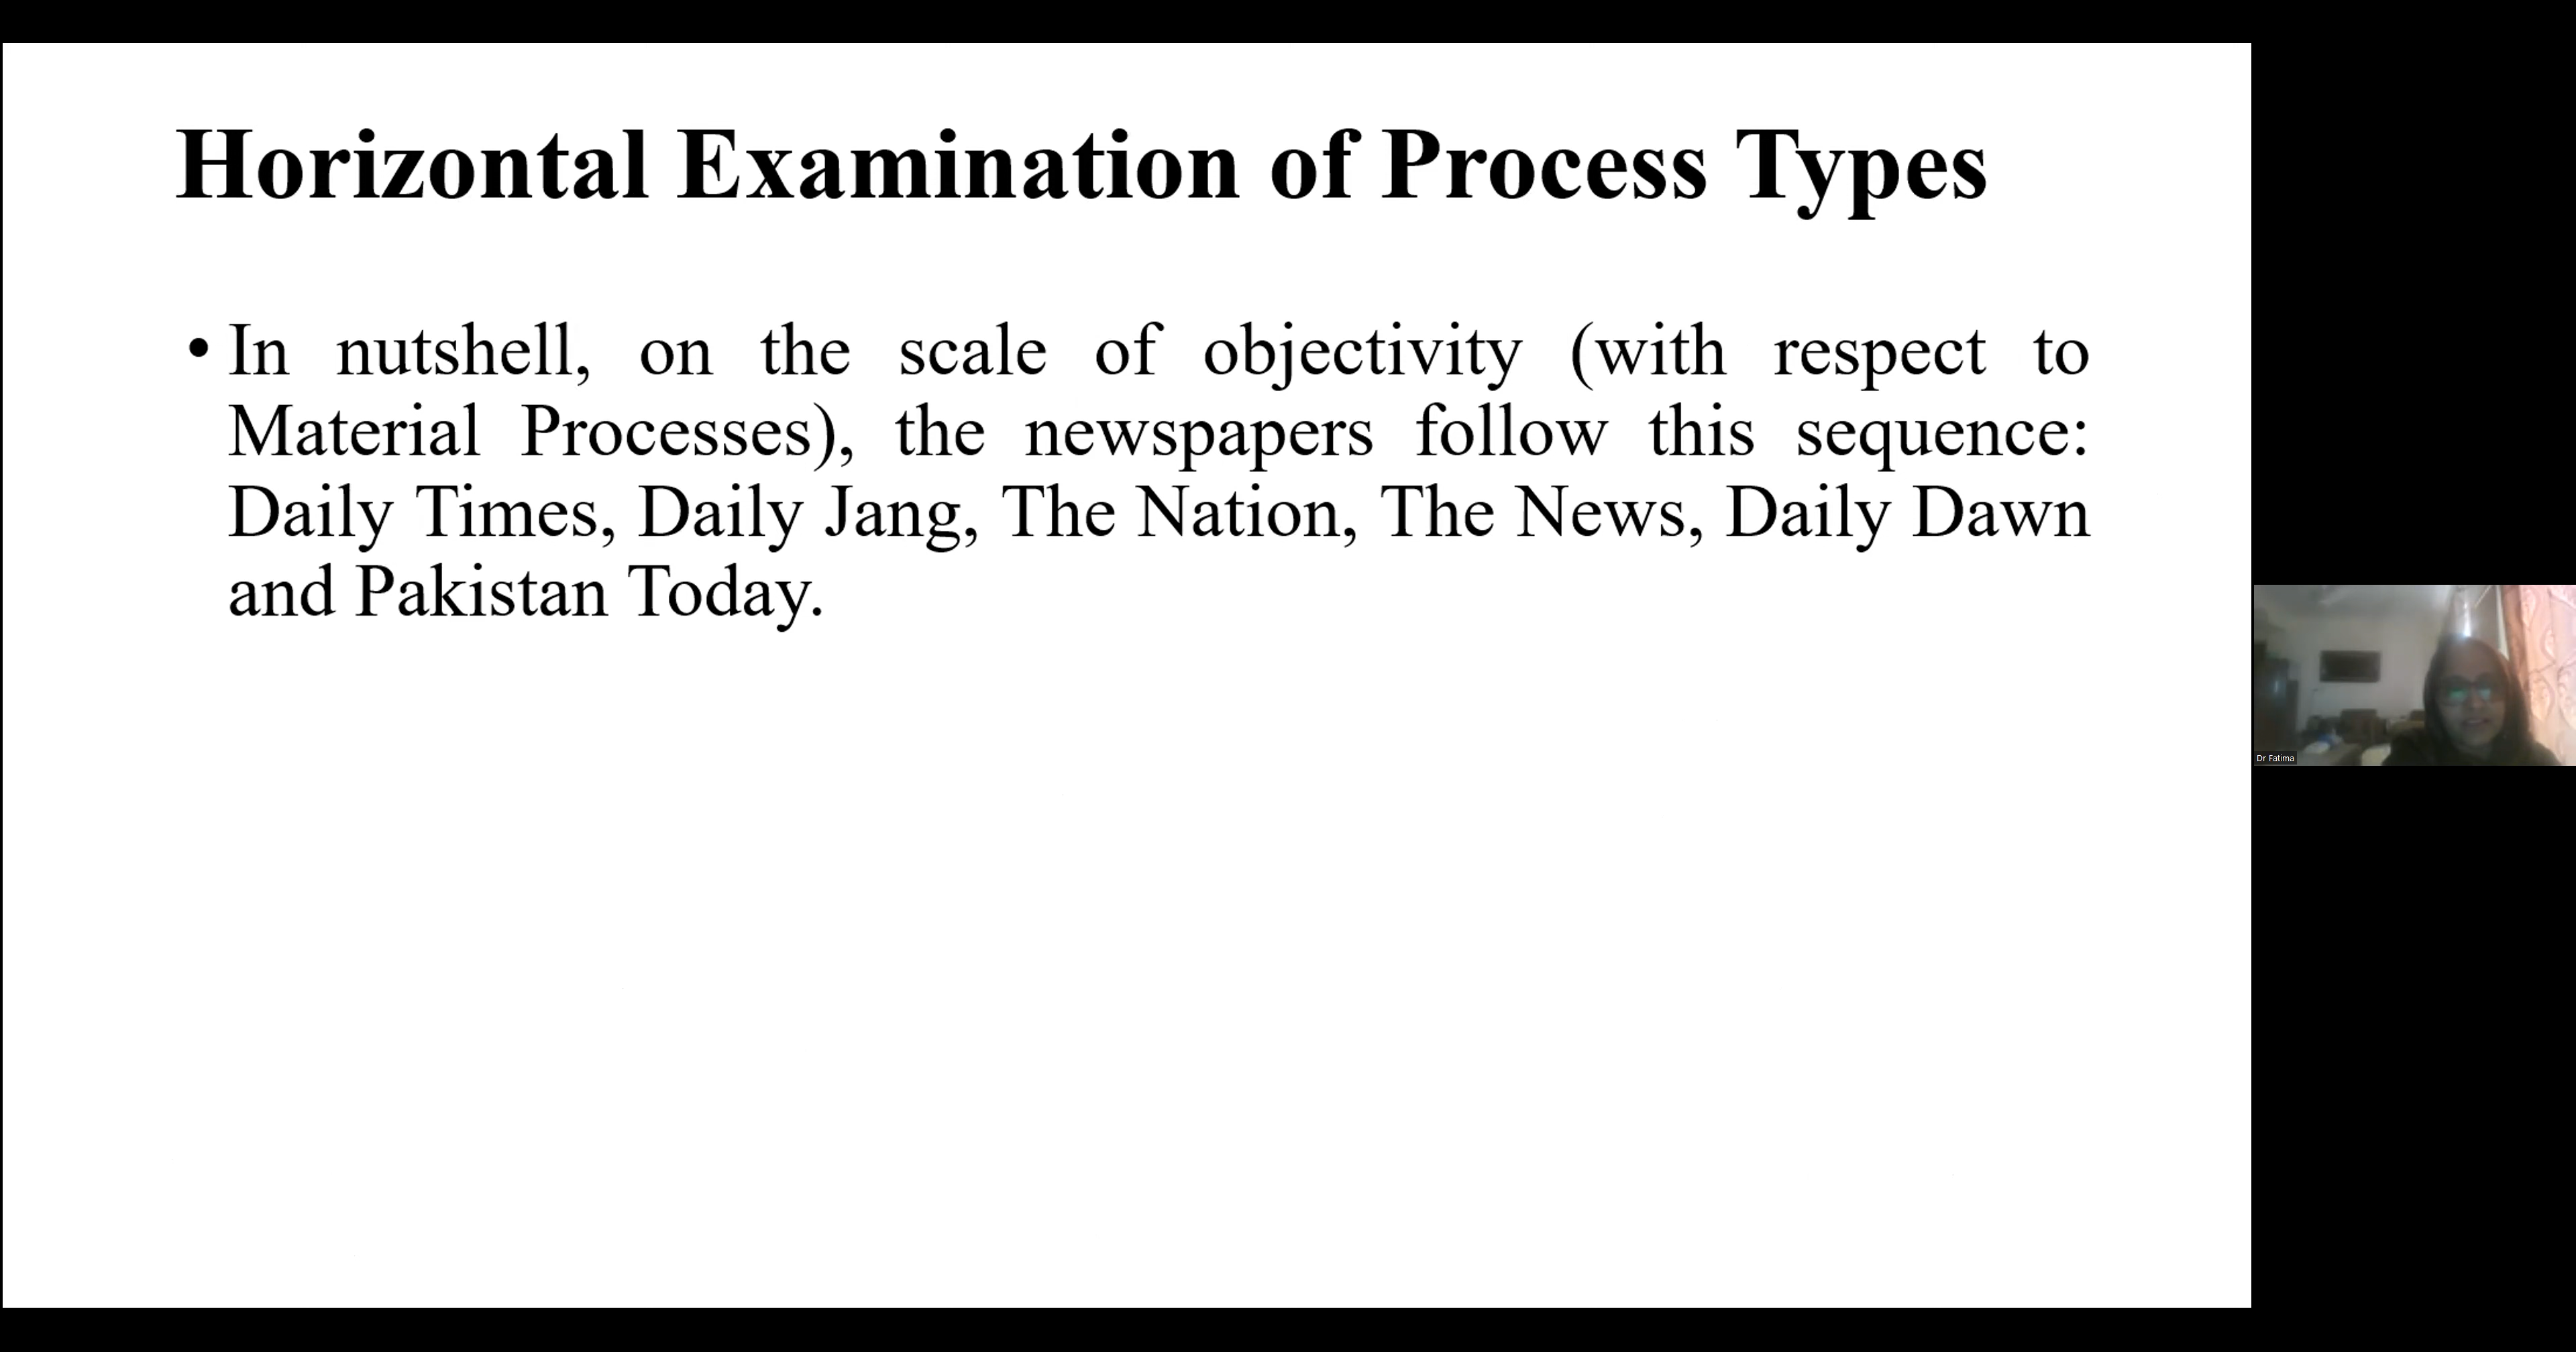 Horizontal Examination of Process Types
• In nutshell, on the scale of objectivity (with respect to
Material Processes), the newspapers follow this sequence:
Daily Times, Daily Jang, The Nation, The News, Daily Dawn
and Pakistan Today.
Dr Fatima